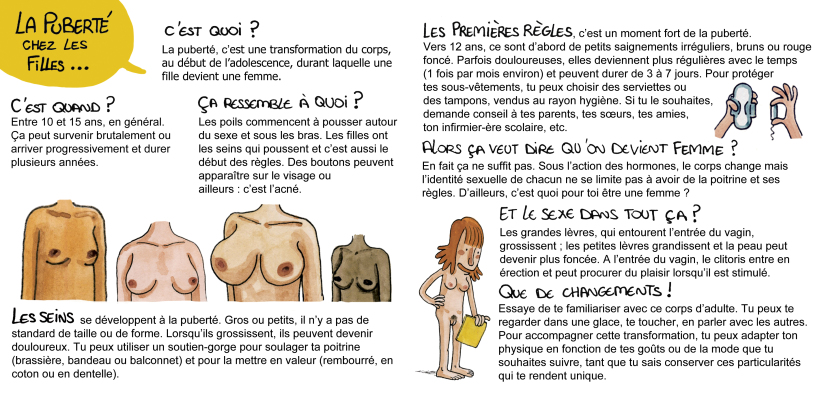 LA PUBERTÉ
CHEZ LES
FILLES ...
C'EST QUOI ?
La puberté, c'est une transformation du corps,
au début de l'adolescence, durant laquelle une
fille devient une femme.
C'EST QUAND ?
Entre 10 et 15 ans, en général.
Ça peut survenir brutalement ou
arriver progressivement et durer
plusieurs années.
ÇA RESSEMBLE À QUOI ?
Les poils commencent à pousser autour
du sexe et sous les bras. Les filles ont
les seins qui poussent et c'est aussi le
début des règles. Des boutons peuvent
apparaître sur le visage ou
ailleurs : c'est l'acné.
LES SEINS se développent à la puberté. Gros ou petits, il n'y a pas de
standard de taille ou de forme. Lorsqu'ils grossissent, ils peuvent devenir
douloureux. Tu peux utiliser un soutien-gorge pour soulager ta poitrine
(brassière, bandeau ou balconnet) et pour la mettre en valeur (rembourré, en
coton ou en dentelle).
LES PREMIÈRES RÈGLES, c'est un moment fort de la puberté.
Vers 12 ans, ce sont d'abord de petits saignements irréguliers, bruns ou rouge
foncé. Parfois douloureuses, elles deviennent plus régulières avec le temps
(1 fois par mois environ) et peuvent durer de 3 à 7 jours. Pour protéger
tes sous-vêtements, tu peux choisir des serviettes ou
des tampons, vendus au rayon hygiène. Si tu le souhaites,
demande conseil à tes parents, tes sœurs, tes amies,
ton infirmier-ère scolaire, etc.
ALORS ÇA VEUT DIRE QU'ON DEVIENT FEMME ?
En fait ça ne suffit pas. Sous l'action des hormones, le corps change mais
l'identité sexuelle de chacun ne se limite pas à avoir de la poitrine et ses
règles. D'ailleurs, c'est quoi pour toi être une femme ?
ET LE SEXE DANS TOUT ÇA ?
Les grandes lèvres, qui entourent l'entrée du vagin,
grossissent ; les petites lèvres grandissent et la peau peut
devenir plus foncée. A l'entrée du vagin, le clitoris entre en
érection et peut procurer du plaisir lorsqu'il est stimulé.
QUE DE CHANGEMENTS !
Essaye de te familiariser avec ce corps d'adulte. Tu peux te
regarder dans une glace, te toucher, en parler avec les autres.
Pour accompagner cette transformation, tu peux adapter ton
physique en fonction de tes goûts ou de la mode que tu
souhaites suivre, tant que tu sais conserver ces particularités
qui te rendent unique.